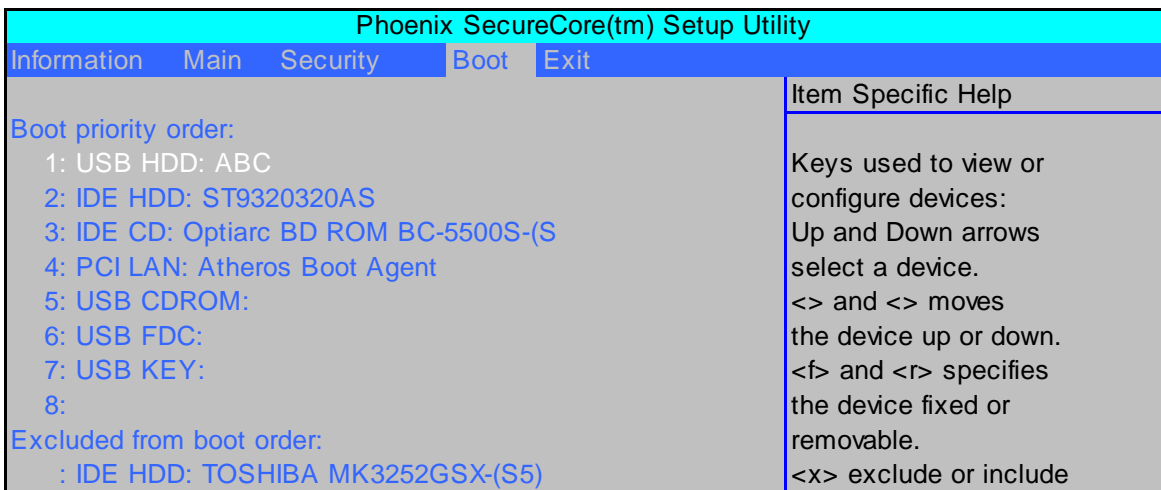 Phoenix SecureCore(tm) Setup Utility
Information Main Security Boot Exit
Item Specific Help
Boot priority order:
1: USB HDD: ABC
2: IDE HDD: ST9320320AS
3: IDE CD: Optiarc BD ROM BC-5500S-(S
4: PCI LAN: Atheros Boot Agent
5: USB CDROM:
6: USB FDC:
7: USB KEY:
8:
Excluded from boot order:
: IDE HDD: TOSHIBA MK3252GSX-(S5)
Keys used to view or
configure devices:
Up and Down arrows
select a device.
<> and <> moves
the device up or down.
<f> and <r> specifies
the device fixed or
removable.
<x> exclude or include